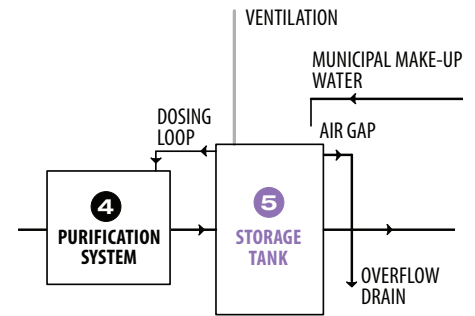 VENTILATION
MUNICIPAL MAKE-UP
WATER
DOSING
LOOP
AIR GAP
4
PURIFICATION
SYSTEM
5
STORAGE
TANK
OVERFLOW
DRAIN